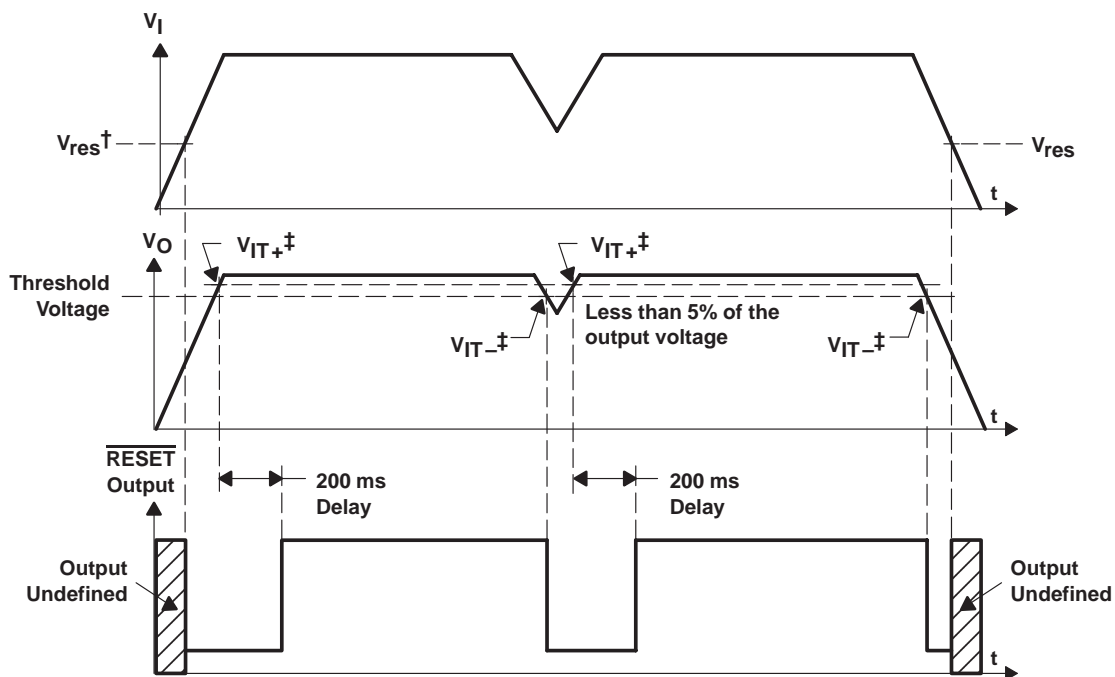 VI
Vres†
Vres
t
VO
VIT+‡
VIT+‡
Threshold
Voltage
Less than 5% of the
output voltage
VIT–‡
VIT–‡
t
RESET
Output
200 ms
Delay
200 ms
Delay
Output
Undefined
Output
Undefined
t